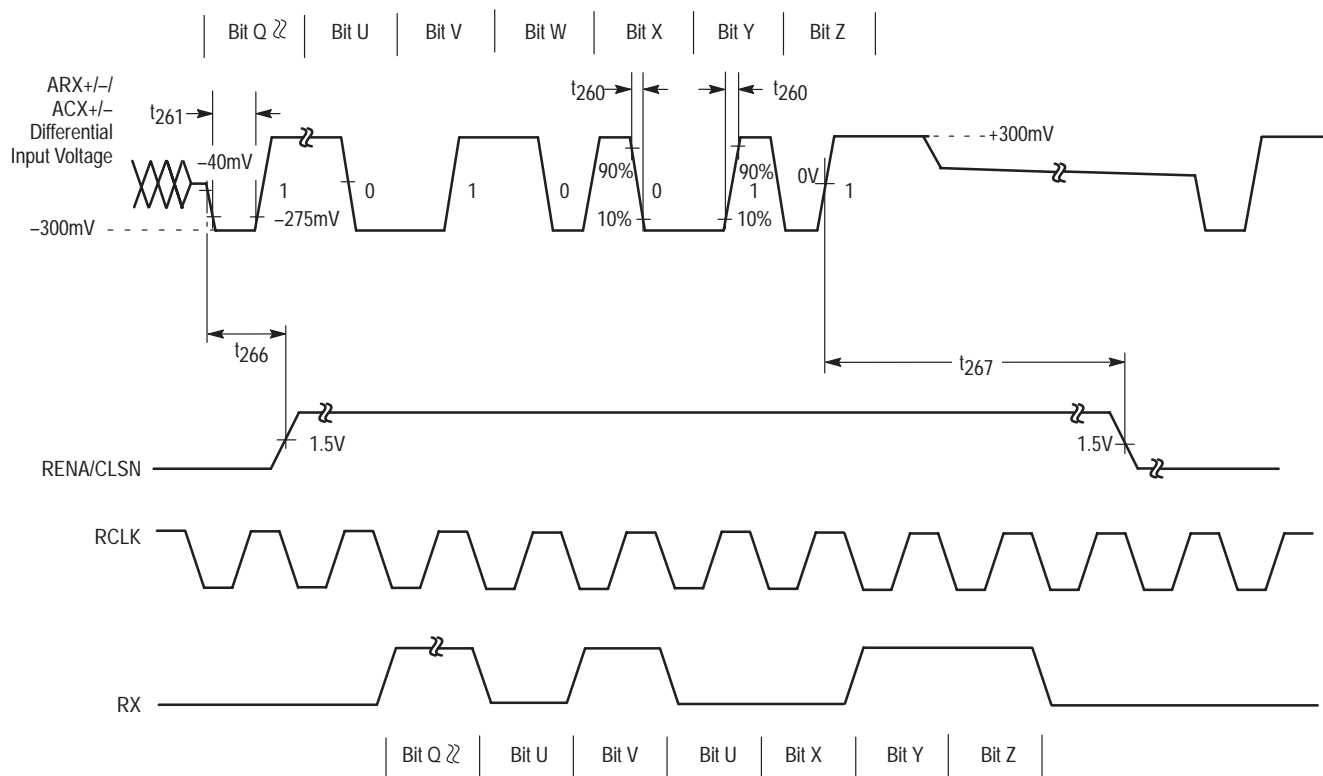 Bit Q Bit U Bit V Bit W Bit X Bit Y Bit Z
ARX+/–/
ACX+/–
Differential
Input Voltage
t261
t260
t260
+300mV
–40mV
90%
90%
0V
1
0
1
0
0
1
1
–275mV
10%
10%
–300mV
t266
t267
1.5V
1.5V
RENA/CLSN
RCLK
RX
Bit Q Bit U Bit V Bit U Bit X Bit Y Bit Z